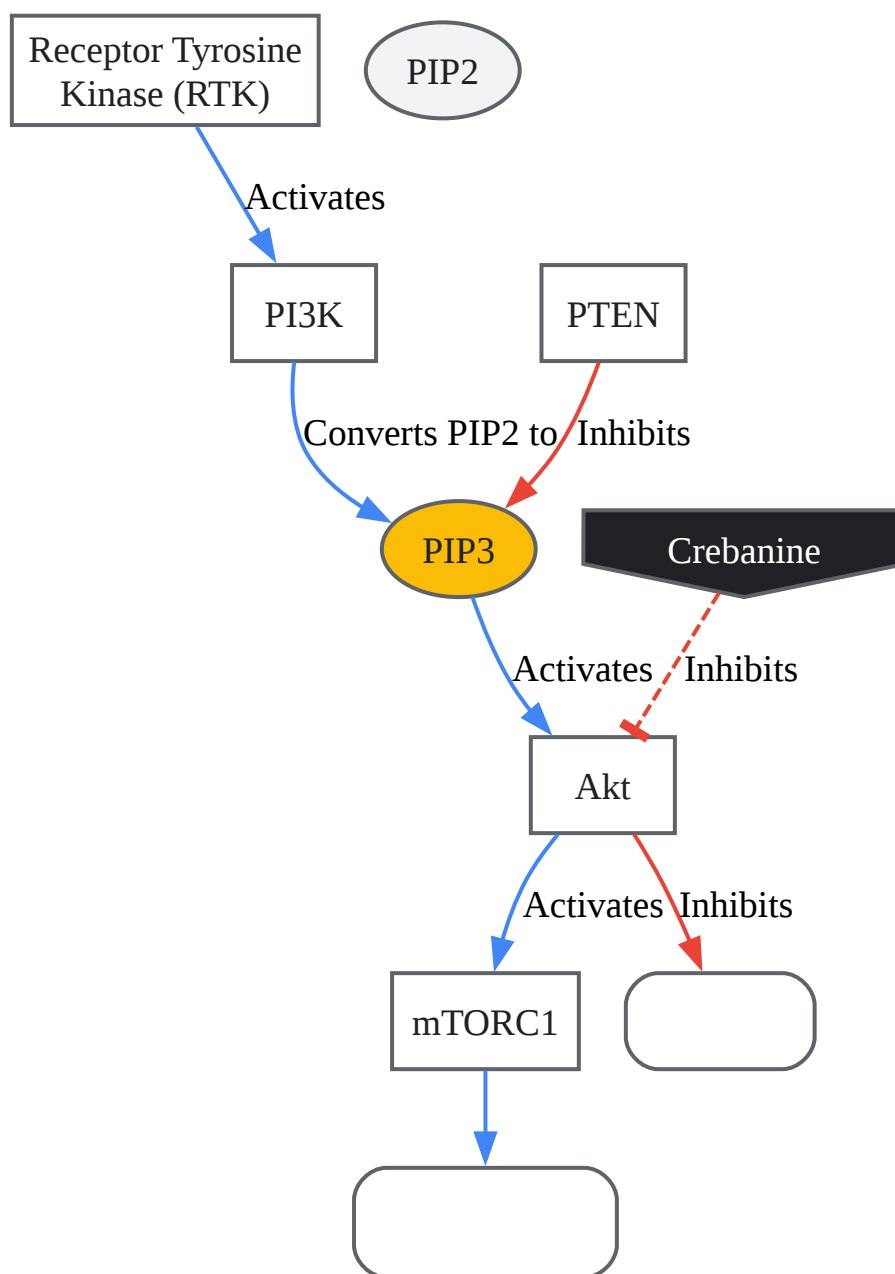 Receptor Tyrosine
Kinase (RTK)
PIP2
Activates
PI3K
PTEN
Converts PIP2 to
Inhibits
PIP3
Crebanine
Activates
Inhibits
Akt
Activates
Inhibits
mTORC1